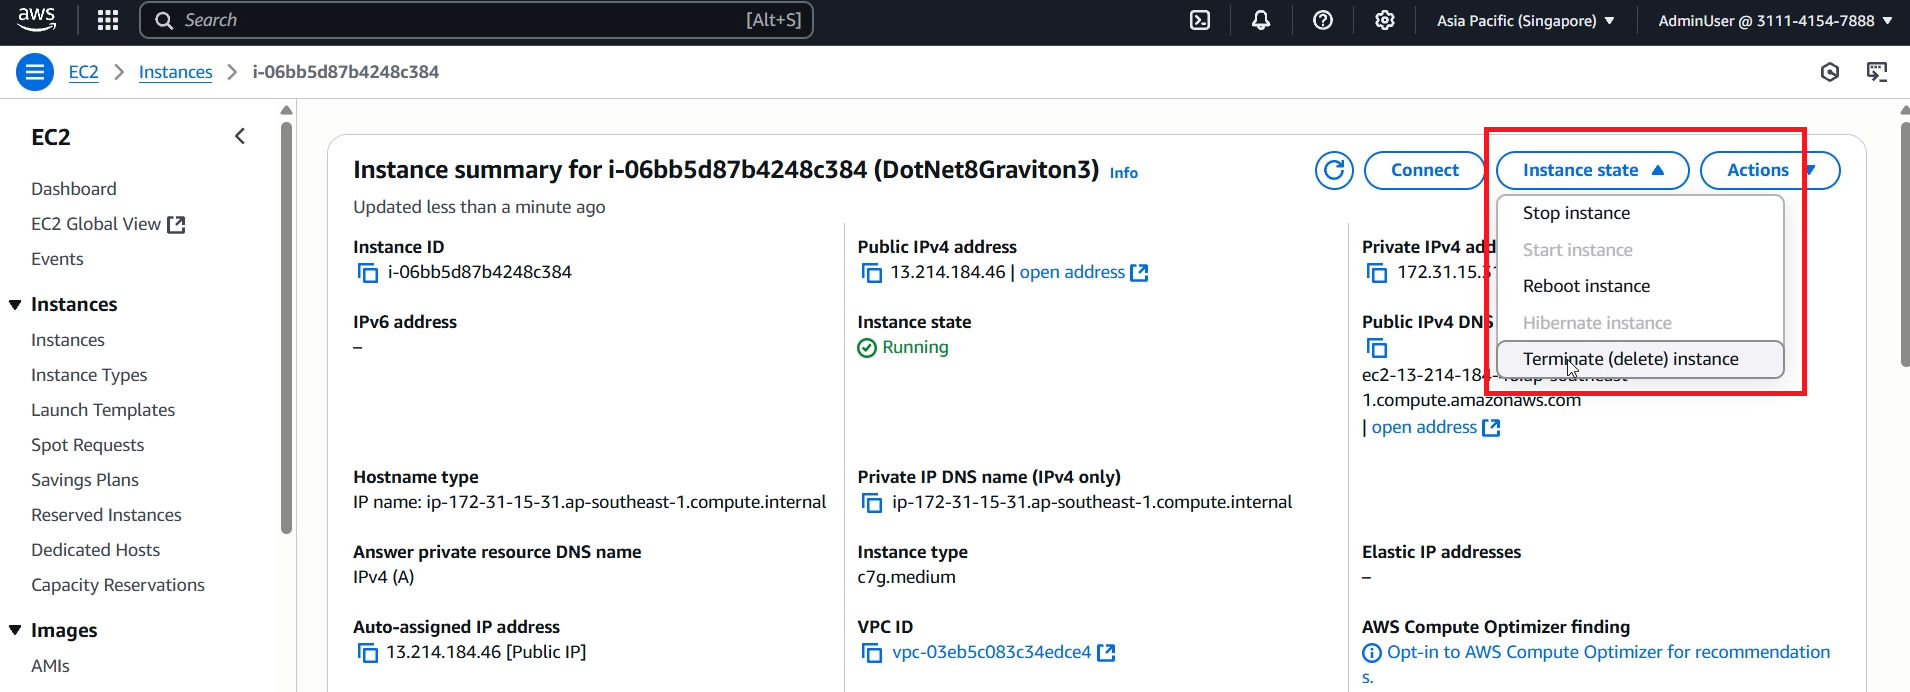 aws
Search [Alt+S]
Asia Pacific (Singapore)
AdminUser @ 3111-4154-7888
EC2 > Instances > i-06bb5d87b4248c384
EC2
Dashboard
EC2 Global View
Events
Instances
Instances
Instance Types
Launch Templates
Spot Requests
Savings Plans
Reserved Instances
Dedicated Hosts
Capacity Reservations
Images
AMIs
Instance summary for i-06bb5d87b4248c384 (DotNet8Graviton3) Info
Updated less than a minute ago
Connect
Instance state
Actions
Stop instance
Start instance
Reboot instance
Hibernate instance
Terminate (delete) instance
Instance ID
i-06bb5d87b4248c384
Public IPv4 address
13.214.184.46 | open address
Private IPv4
172.31.15.
IPv6 address
–
Instance state
Running
Public IPv4 DNS
1.compute.amazonaws.com
| open address
Hostname type
IP name: ip-172-31-15-31.ap-southeast-1.compute.internal
Private IP DNS name (IPv4 only)
ip-172-31-15-31.ap-southeast-1.compute.internal
Answer private resource DNS name
IPv4 (A)
Instance type
c7g.medium
Elastic IP addresses
–
Auto-assigned IP address
13.214.184.46 [Public IP]
VPC ID
vpc-03eb5c083c34edce4
AWS Compute Optimizer finding
Opt-in to AWS Compute Optimizer for recommendation
s.